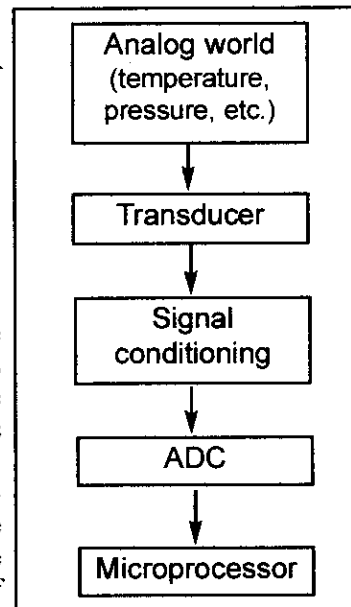 Analog world
(temperature,
pressure, etc.)
Transducer
Signal
conditioning
ADC
Microprocessor